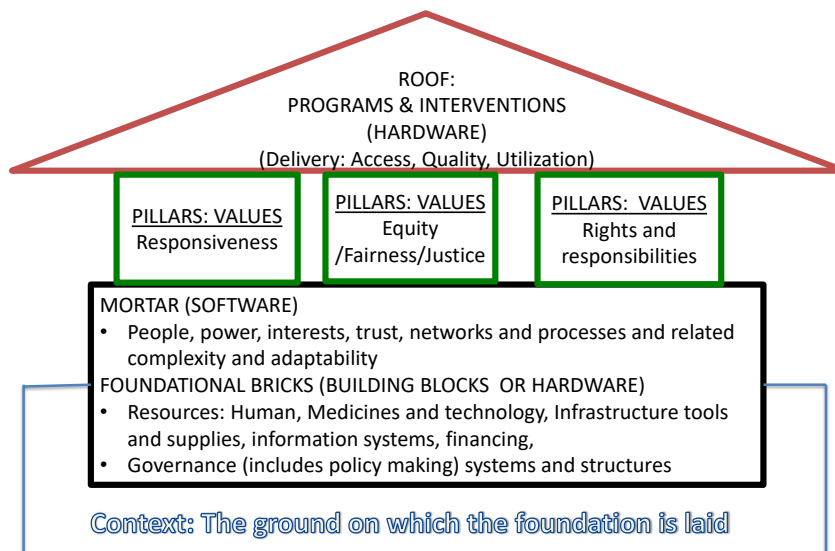 ROOF:
PROGRAMS & INTERVENTIONS
(HARDWARE)
(Delivery: Access, Quality, Utilization)
PILLARS: VALUES
Responsiveness
PILLARS: VALUES
Equity
/Fairness/Justice
PILLARS: VALUES
Rights and
responsibilities
MORTAR (SOFTWARE)
• People, power, interests, trust, networks and processes and related
complexity and adaptability
FOUNDATIONAL BRICKS (BUILDING BLOCKS OR HARDWARE)
• Resources: Human, Medicines and technology, Infrastructure tools
and supplies, information systems, financing,
• Governance (includes policy making) systems and structures
Context: The ground on which the foundation is laid